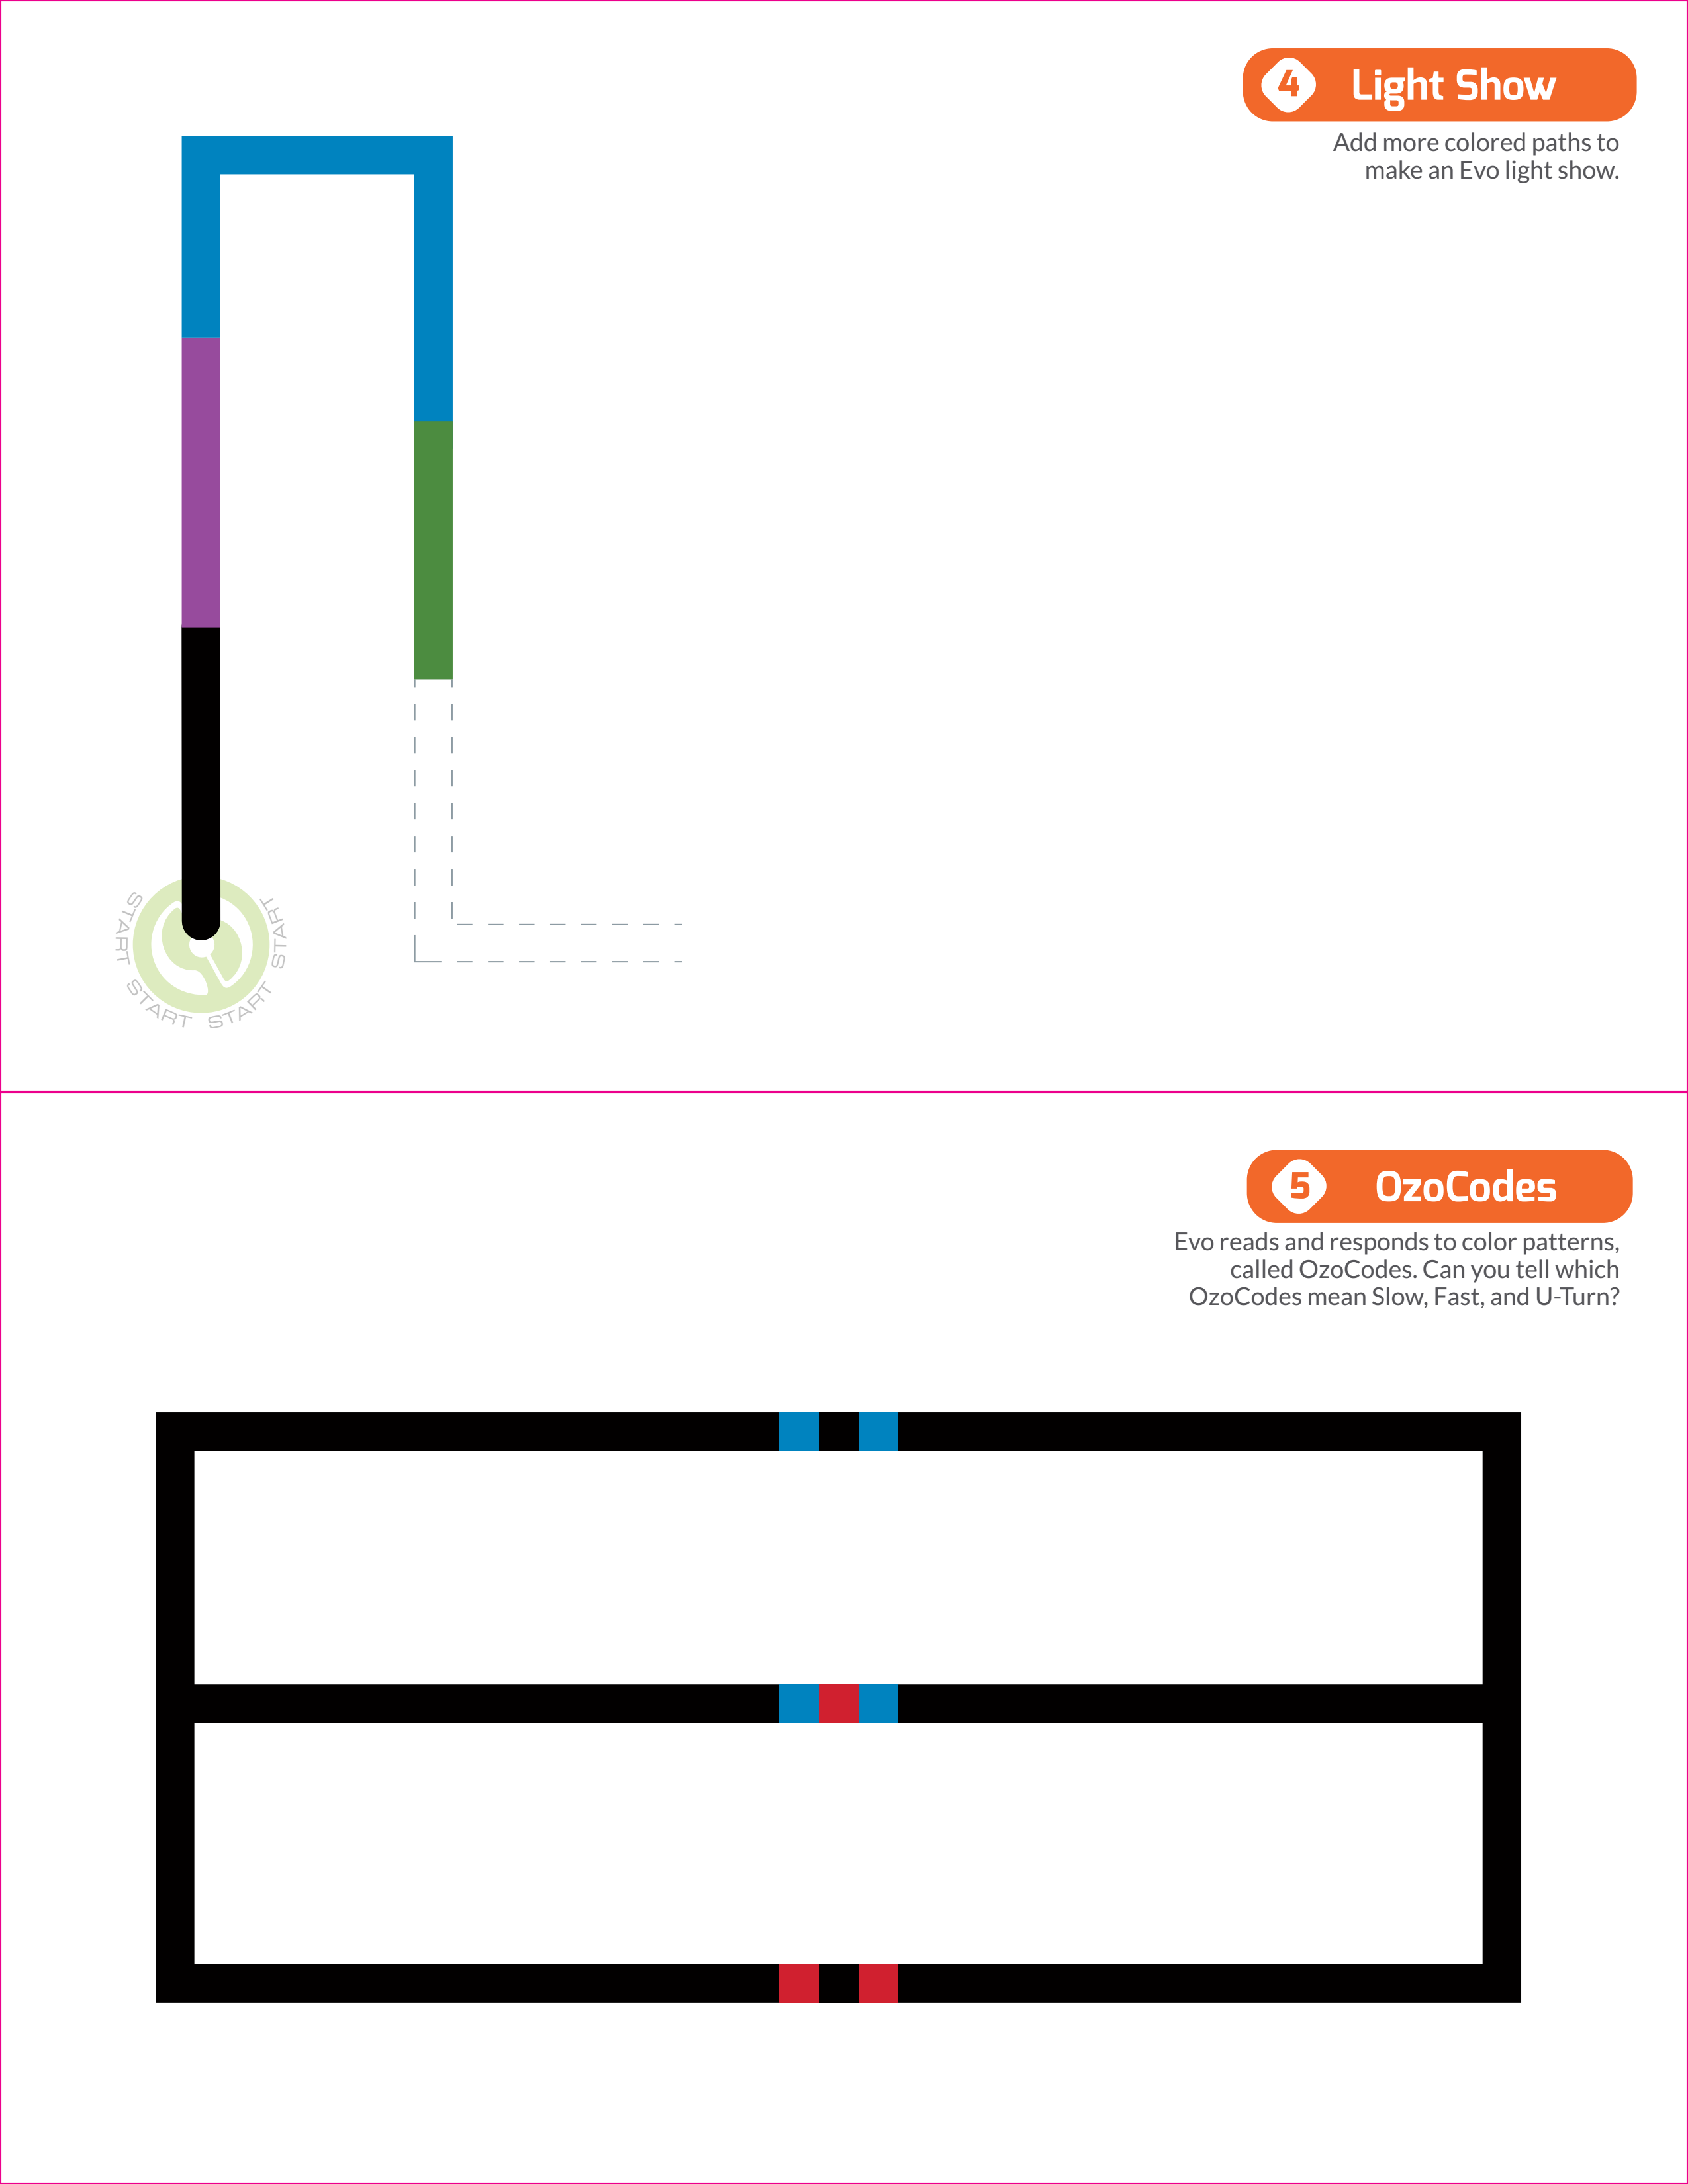 4 Light Show
Add more colored paths to
make an Evo light show.
START START START START
5 OzoCodes
Evo reads and responds to color patterns,
called OzoCodes. Can you tell which
OzoCodes mean Slow, Fast, and U-Turn?